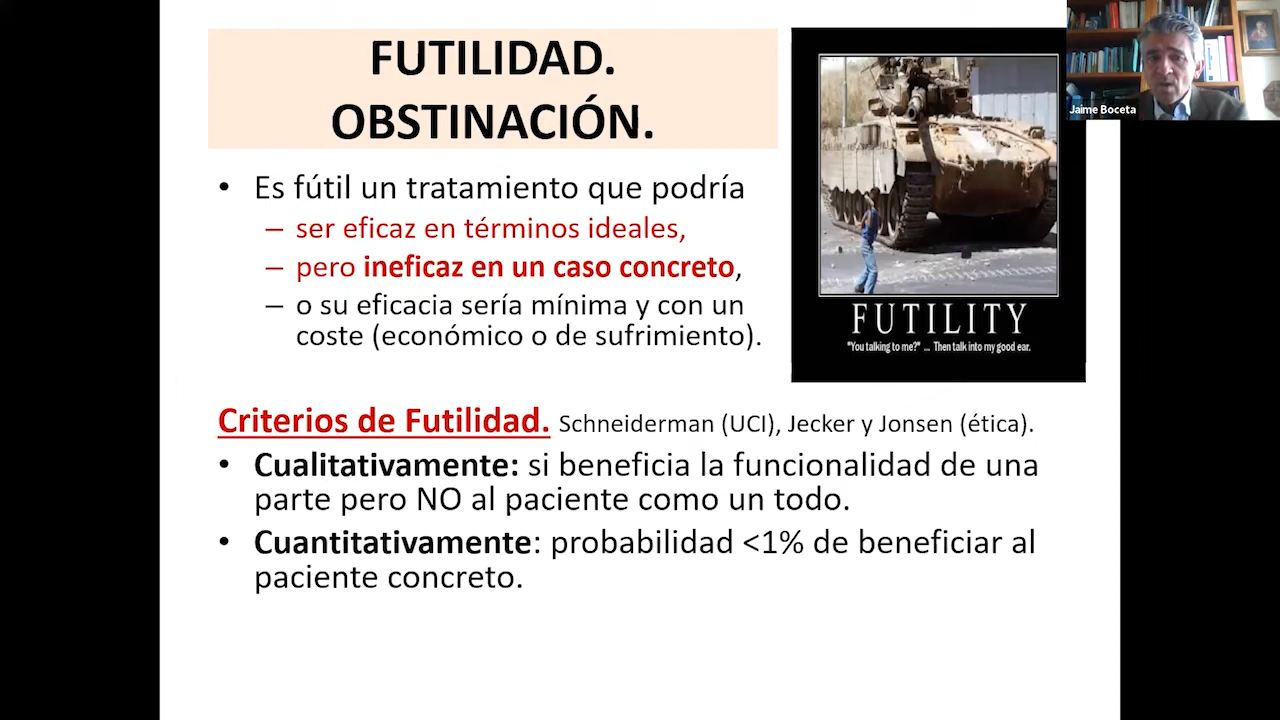 FUTILIDAD.
OBSTINACIÓN.
Jaime Boceta
• Es fútil un tratamiento que podría
– ser eficaz en términos ideales,
– pero ineficaz en un caso concreto,
– o su eficacia sería mínima y con un
coste (económico o de sufrimiento).
FUTILITY
"You talking to me?" ... Then talk into my good ear.
Criterios de Futilidad. Schneiderman (UCI), Jecker y Jonsen (ética).
• Cualitativamente: si beneficia la funcionalidad de una
parte pero NO al paciente como un todo.
• Cuantitativamente: probabilidad <1% de beneficiar al
paciente concreto.